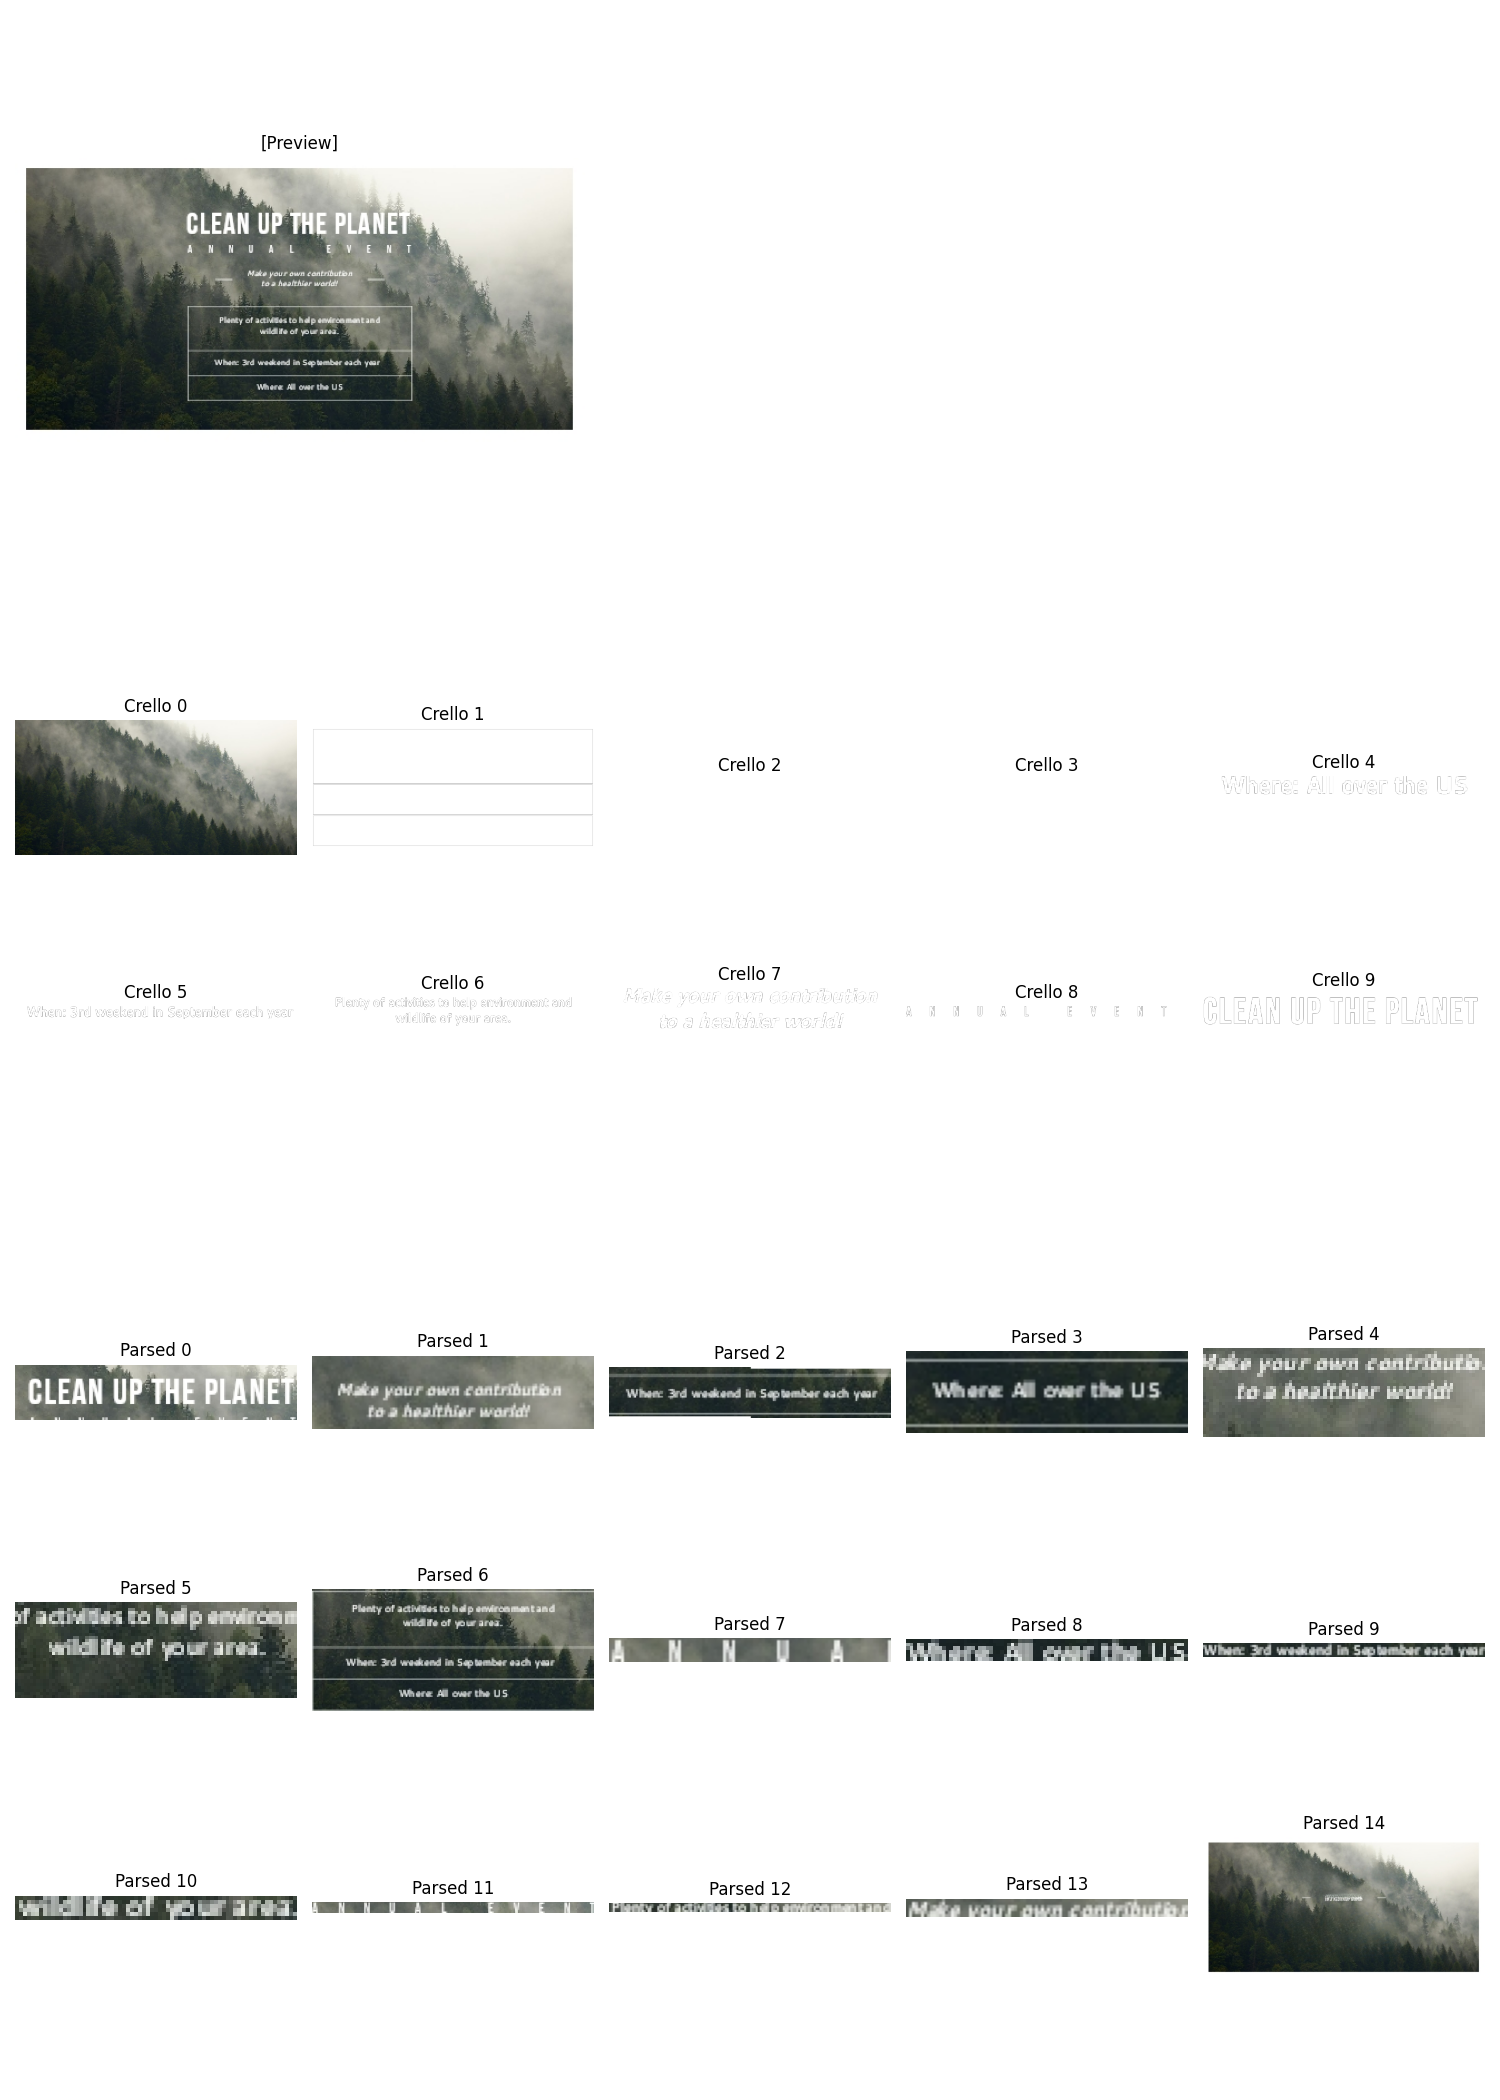 [Preview]
CLEAN UP THE PLANET
ANNUAL EVENT
Make your own contribution
to a healthier world!
Plenty of activities to help environment and
wildlife of your area.
When: 3rd weekend in September each year
Where: All over the US
Crello 0
Crello 1
Crello 2
Crello 3
Crello 4
Where: All over the US
Crello 5
When: 3rd weekend in September each year
Crello 6
Plenty of activities to help environment and
wildlife of your area.
Crello 7
Make your own contribution
to a healthier world!
Crello 8
ANNUAL EVENT
Crello 9
CLEAN UP THE PLANET
Parsed 0
CLEAN UP THE PLANET
Parsed 1
Make your own contribution
to a healthier world!
Parsed 2
When: 3rd weekend in September each year
Parsed 3
Where: All over the US
Parsed 4
Make your own contributio
to a healthier world!
Parsed 5
of activities to help environm
wildlife of your area.
Parsed 6
Plenty of activities to help environment and
wildlife of your area.
When: 3rd weekend in September each year
Where: All over the US
Parsed 7
ANNUA
Parsed 8
Where: All over the US
Parsed 9
When: 3rd weekend in September each year
Parsed 10
wildlife of your area.
Parsed 11
ANNUAL EVENT
Parsed 12
Plenty of activities to help environment and
Parsed 13
Make your own contribution
Parsed 14